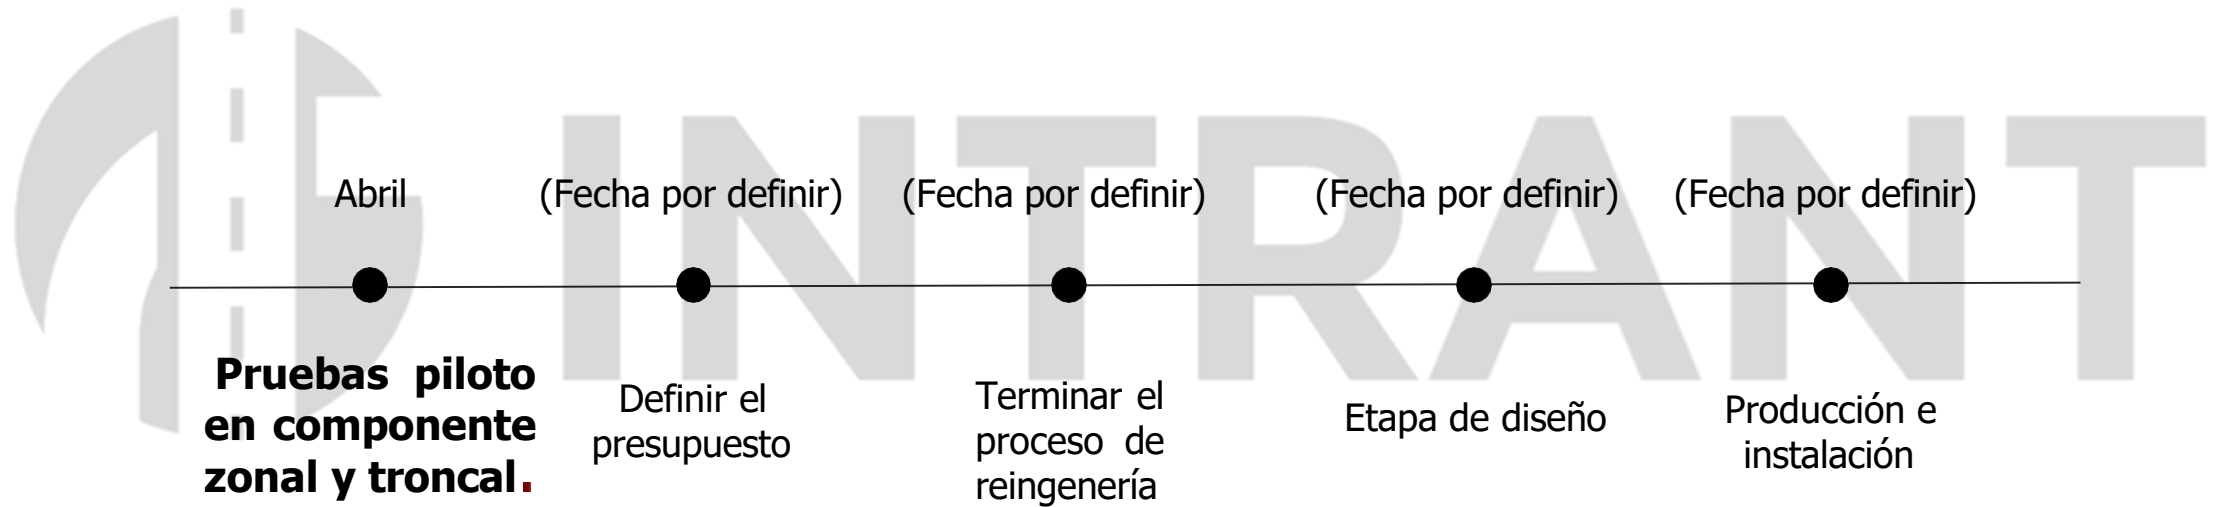 INTRANT
Abril
(Fecha por definir)
(Fecha por definir)
(Fecha por definir)
(Fecha por definir)
Pruebas piloto
en componente
zonal y troncal.
Definir el
presupuesto
Terminar el
proceso de
reingenería
Etapa de diseño
Producción e
instalación